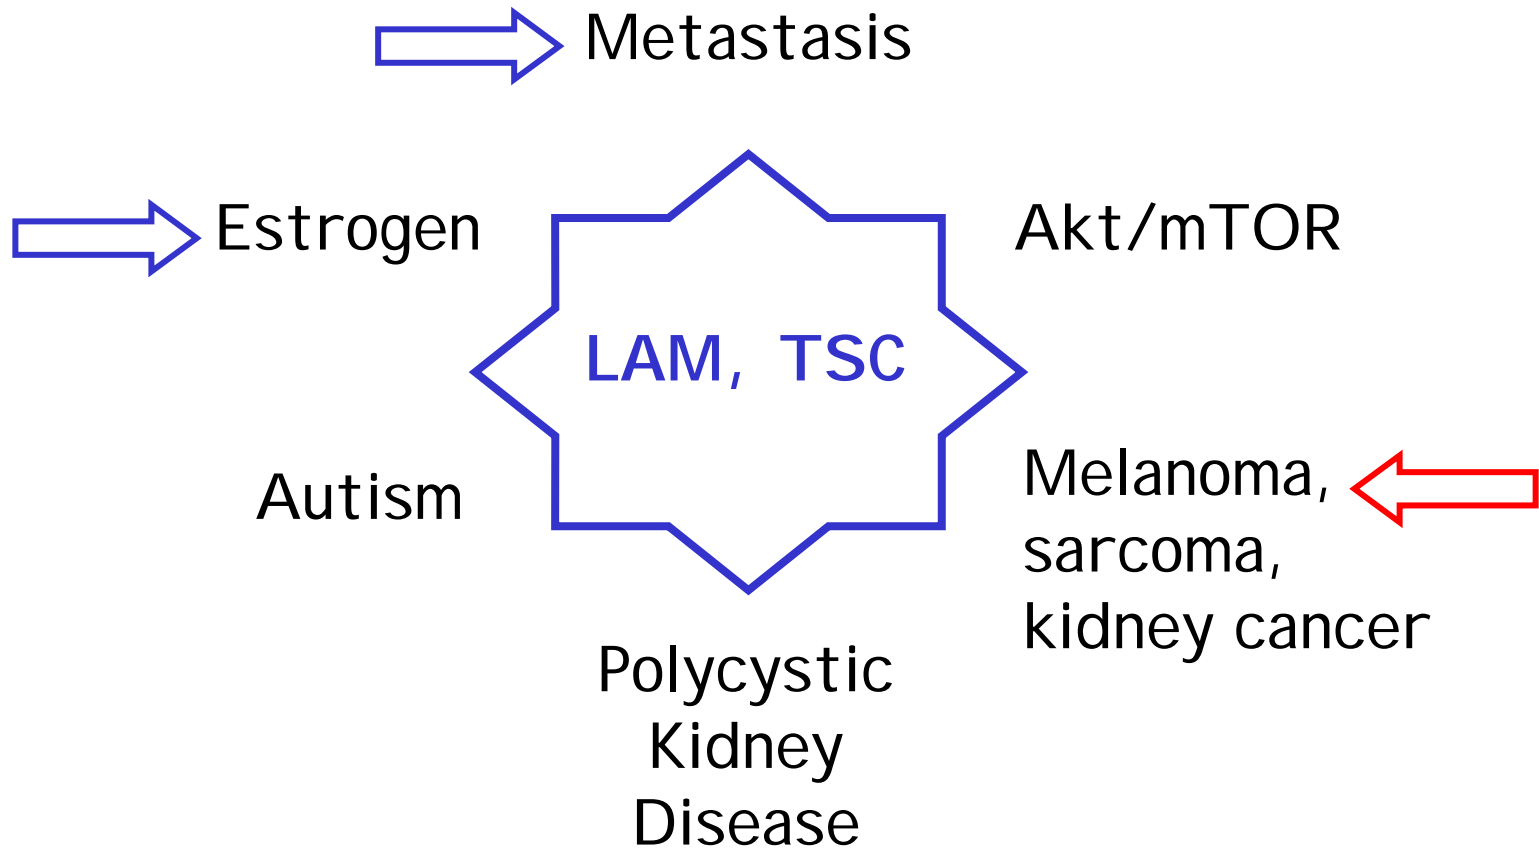 Metastasis
Estrogen
Akt/mTOR
LAM, TSC
Autism
Melanoma,
sarcoma,
kidney cancer
Polycystic
Kidney
Disease